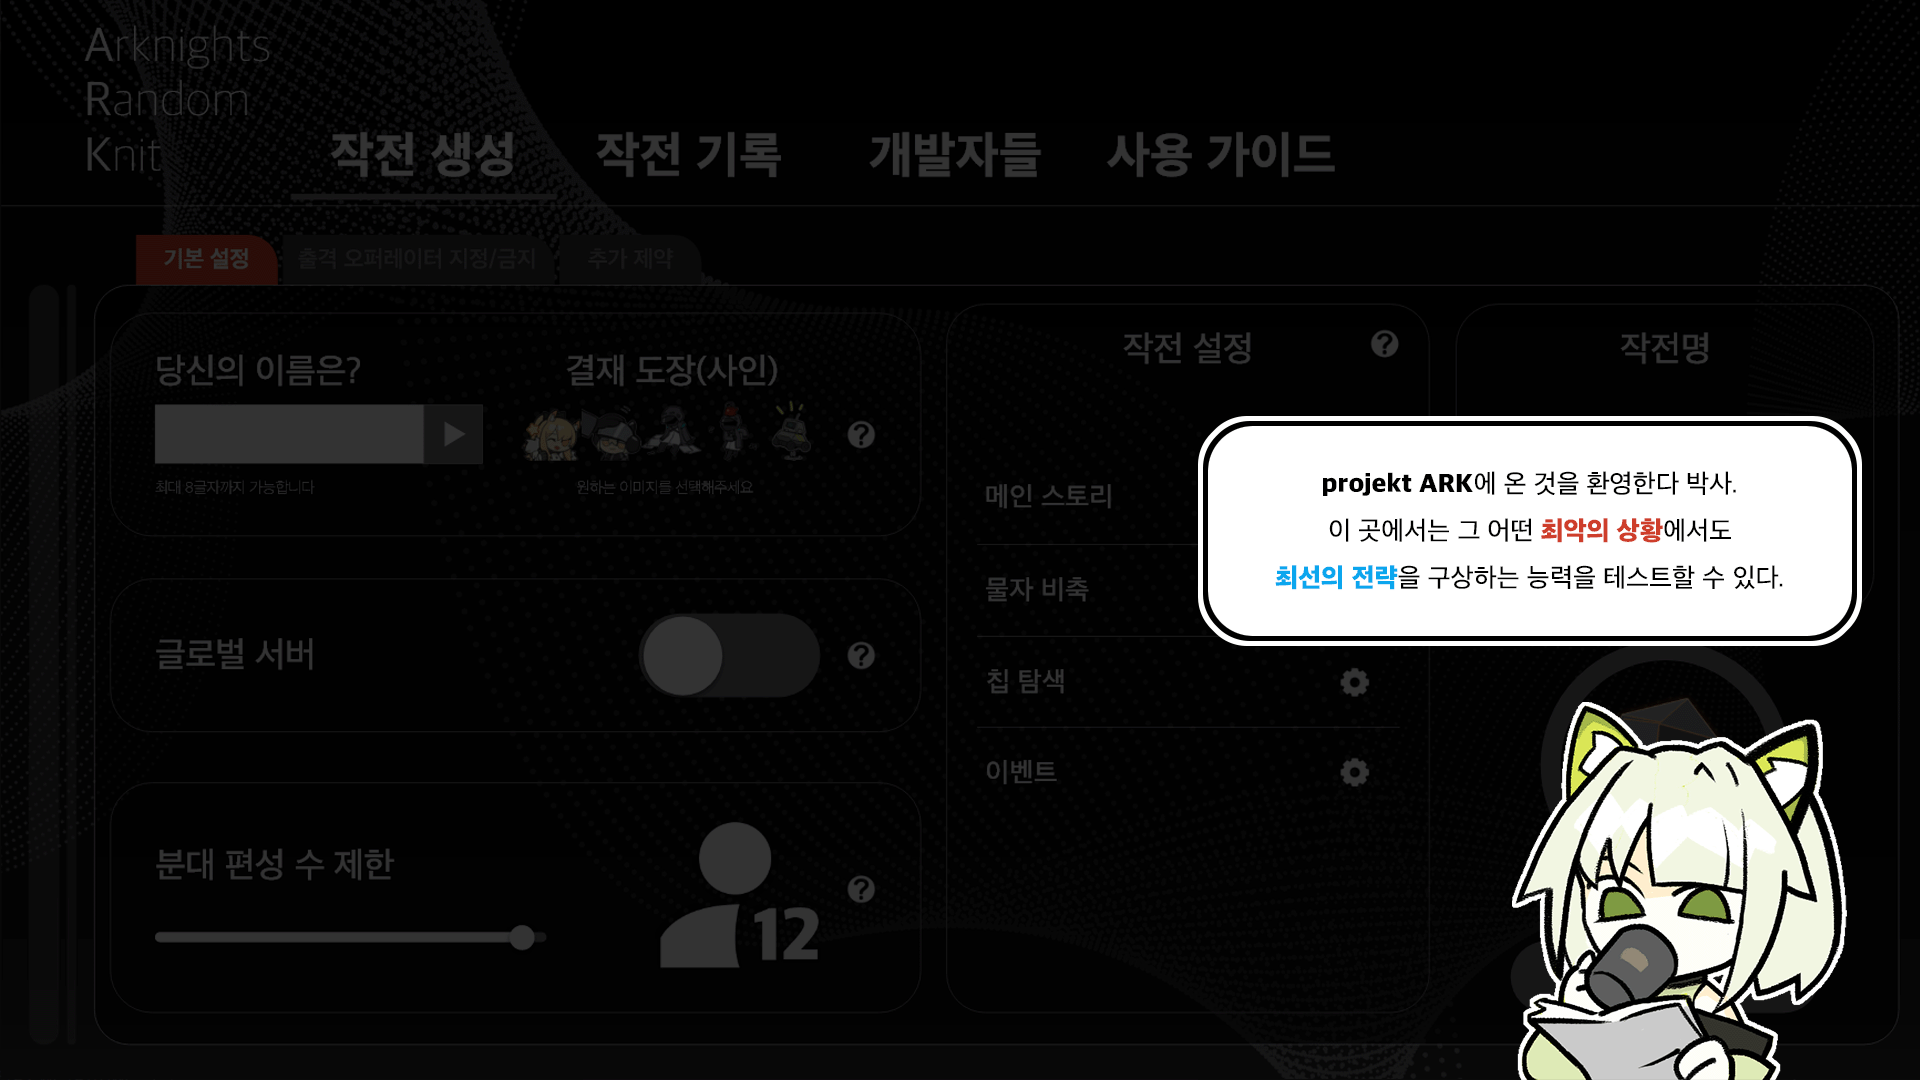 Arknights
Random
Knit
작전 생성
작전 기록
개발자들
사용 가이드
기본 설정
출격 오퍼레이터 지정/금지
추가 제약
당신의 이름은?
최대 8글자까지 가능합니다
결재 도장(사인)
원하는 이미지를 선택해주세요
글로벌 서버
분대 편성 수 제한
12
작전 설정
메인 스토리
물자 비축
칩 탐색
이벤트
작전명
projekt ARK에 온 것을 환영한다 박사.
이 곳에서는 그 어떤 최악의 상황에서도
최선의 전략을 구상하는 능력을 테스트할 수 있다.